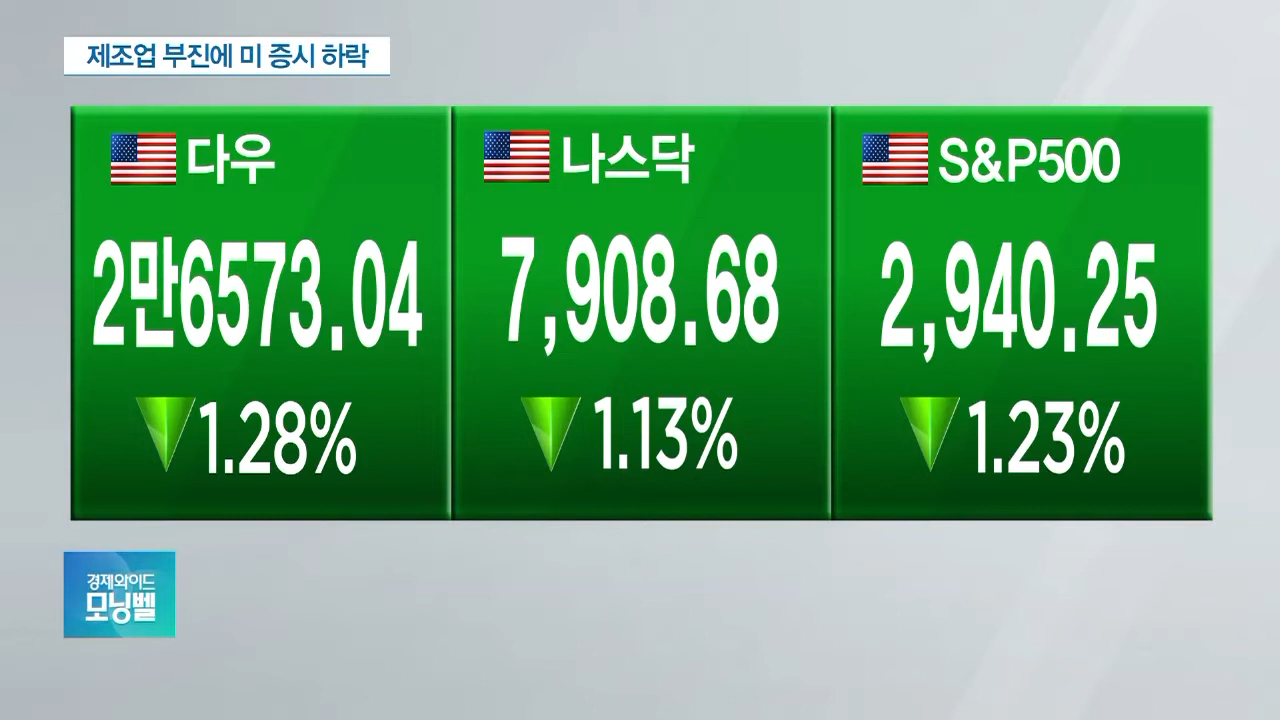 제조업 부진에 미 증시 하락
다우
2만6573.04
1.28%
나스닥
7,908.68
1.13%
S&P500
2,940.25
1.23%
경제와이드
모닝벨